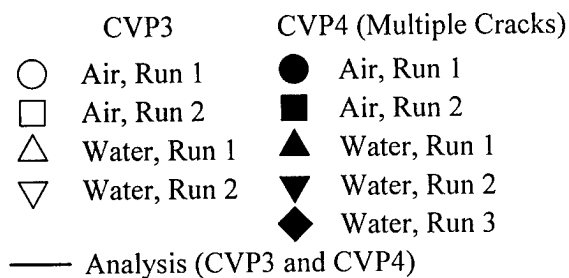 CVP3 CVP4 (Multiple Cracks)
Air, Run 1 Air, Run 1
Air, Run 2 Air, Run 2
Water, Run 1 Water, Run 1
Water, Run 2 Water, Run 2
Water, Run 3
Analysis (CVP3 and CVP4)